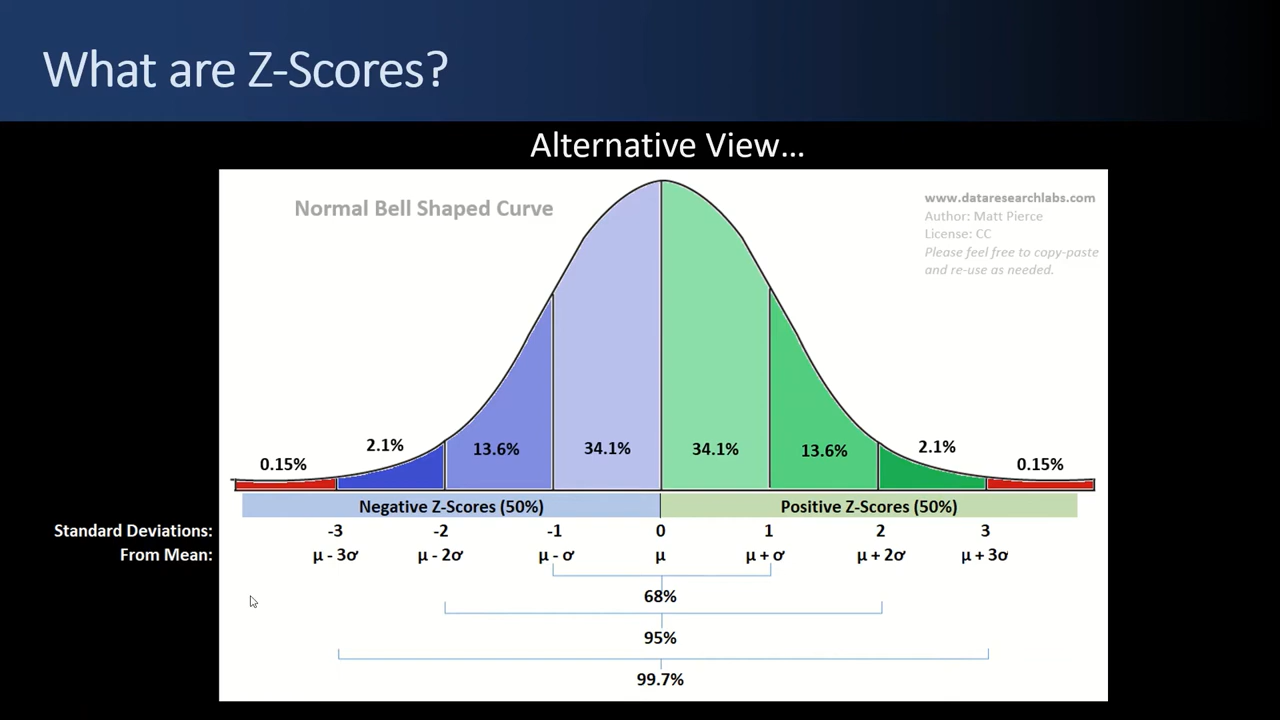 What are Z-Scores?
Alternative View...
Normal Bell Shaped Curve
www.dataresearchlabs.com
Author: Matt Pierce
License: CC
Please feel free to copy-paste
and re-use as needed.
0.15% 2.1% 13.6% 34.1% 34.1% 13.6% 2.1% 0.15%
Negative Z-Scores (50%) Positive Z-Scores (50%)
Standard Deviations: -3 -2 -1 0 1 2 3
From Mean: μ - 3σ μ - 2σ μ - σ μ μ + σ μ + 2σ μ + 3σ
68%
95%
99.7%